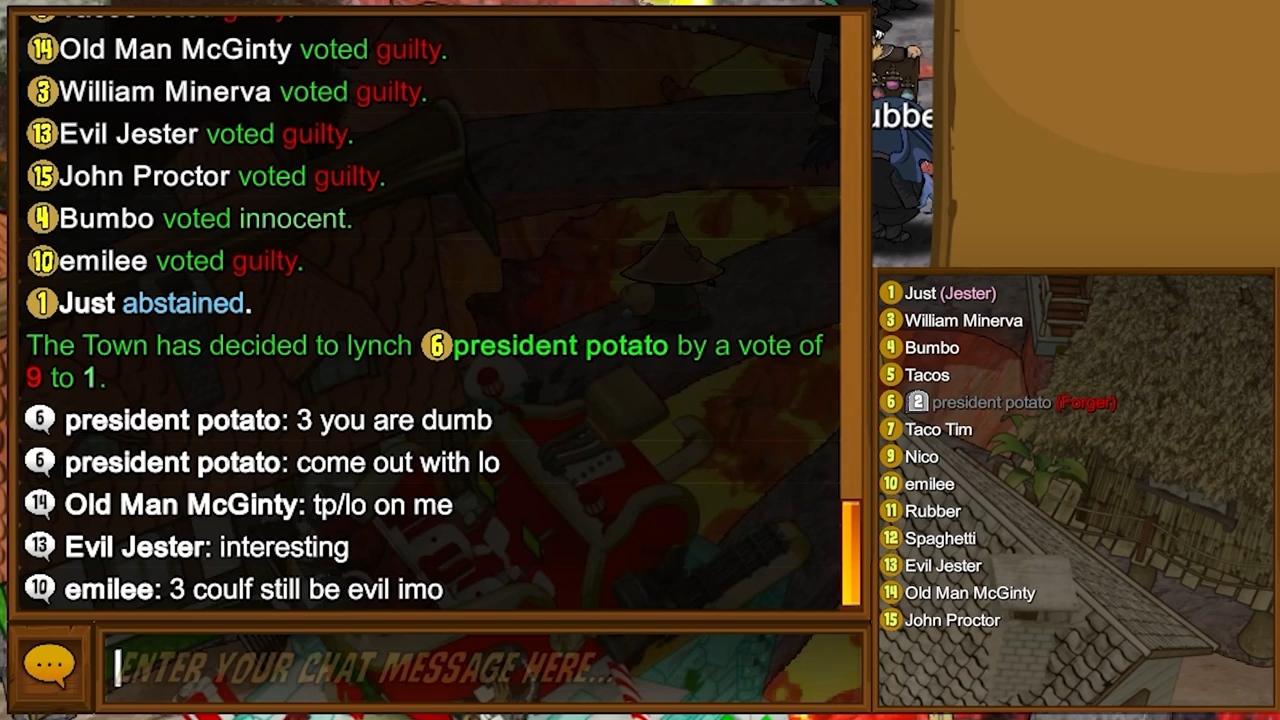 voted guilty.
14 Old Man McGinty voted guilty.
3 William Minerva voted guilty.
13 Evil Jester voted guilty.
15 John Proctor voted guilty.
4 Bumbo voted innocent.
10 emilee voted guilty.
1 Just abstained.
The Town has decided to lynch 6 president potato by a vote of
9 to 1.
6 president potato: 3 you are dumb
6 president potato: come out with lo
14 Old Man McGinty: tp/lo on me
13 Evil Jester: interesting
10 emilee: 3 coulf still be evil imo
ENTER YOUR CHAT MESSAGE HERE...
ubbe
1 Just (Jester)
3 William Minerva
4 Bumbo
5 Tacos
6 2 president potato (Forger)
7 Taco Tim
9 Nico
10 emilee
11 Rubber
12 Spaghetti
13 Evil Jester
14 Old Man McGinty
15 John Proctor